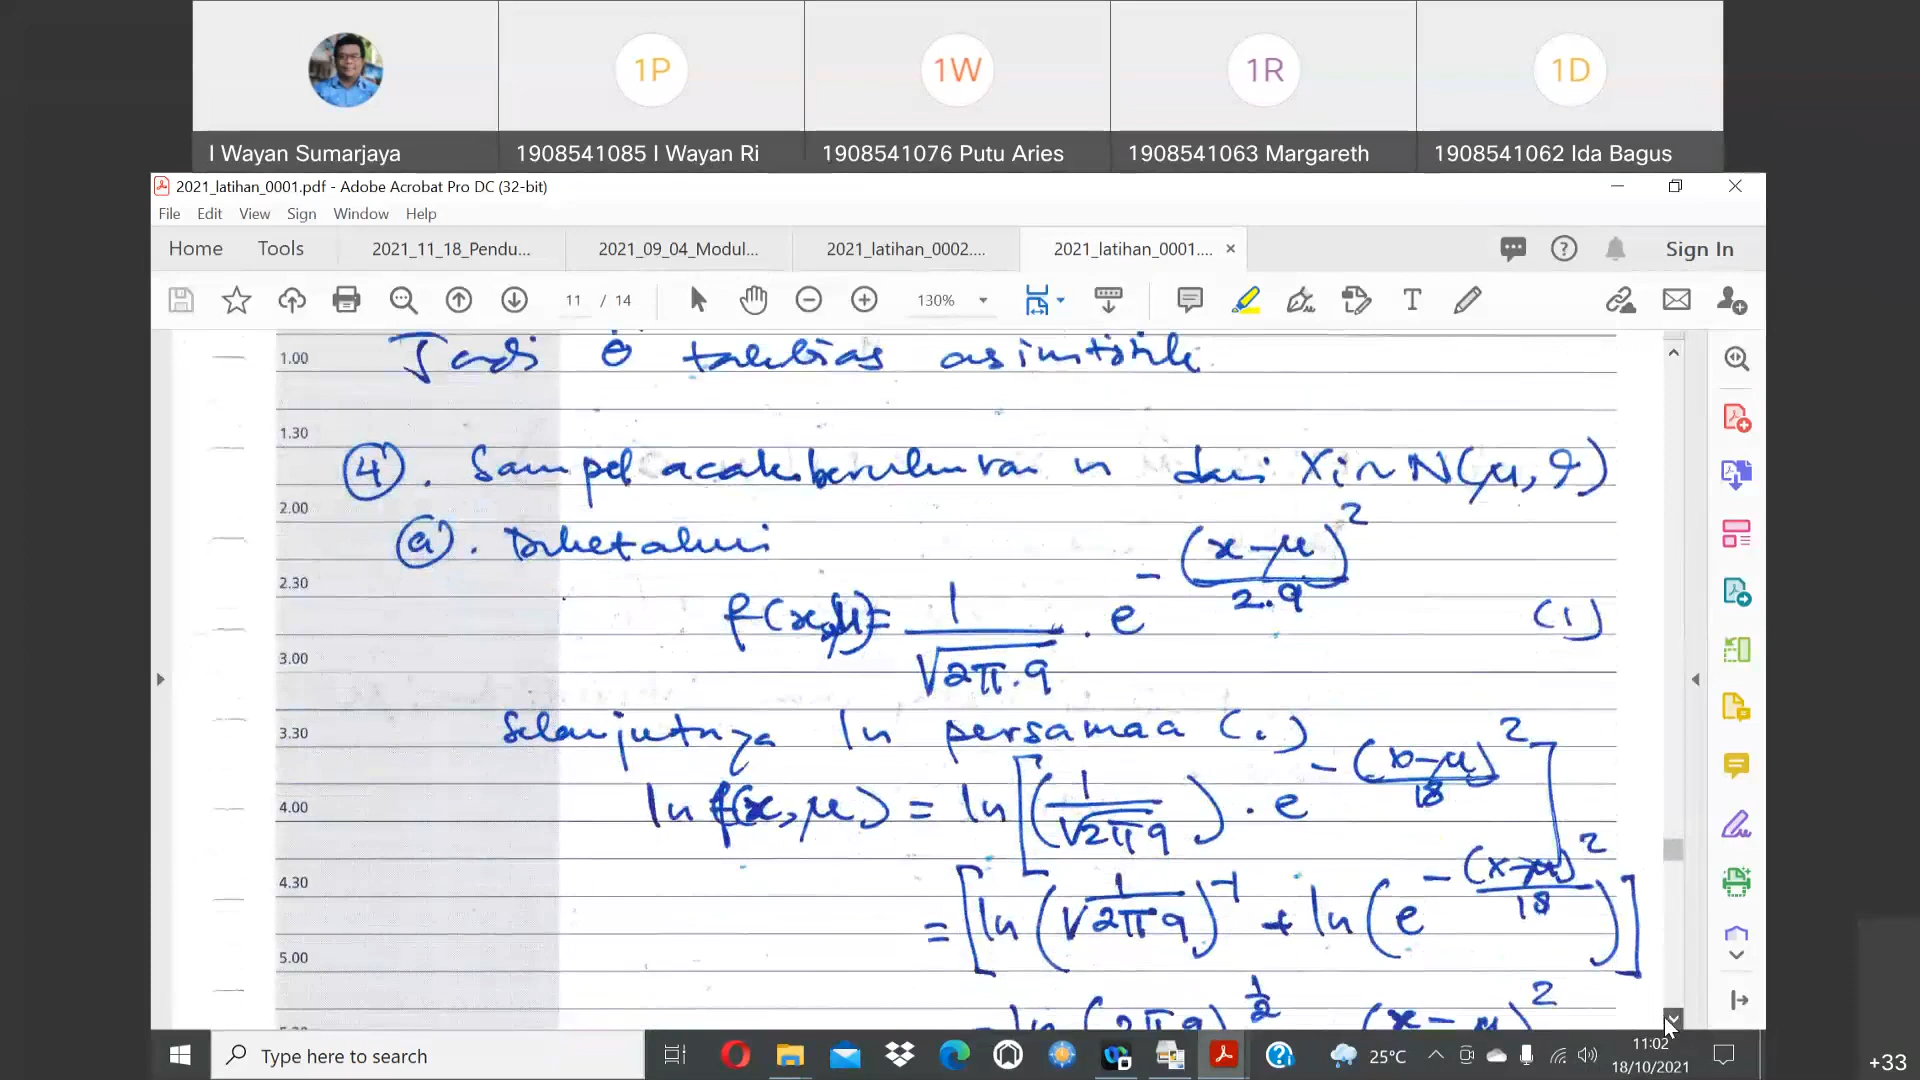 1P
1W
1R
1D
I Wayan Sumarjaya
1908541085 I Wayan Ri
1908541076 Putu Aries
1908541063 Margareth
1908541062 Ida Bagus
2021_latihan_0001.pdf - Adobe Acrobat Pro DC (32-bit)
File Edit View Sign Window Help
Home Tools 2021_11_18_Pendu... 2021_09_04_Modul... 2021_latihan_0002.... 2021_latihan_0001.... × Sign In
11 / 14 130%
1.00 Jadi θ takbias asimtotik
1.30
4. Sampel acak berukuran n dari Xi ~ N(μ, 9)
2.00
a. Diketahui
2.30
f(x,μ) = 1/√2π.9 . e^-(x-μ)^2/2.9 (1)
3.00
3.30 Selanjutnya ln persamaa (.)
4.00 ln f(x,μ) = ln [(1/√2π9) . e^-(x-μ)^2/18]
4.30
= [ln (√2π9)^-1 + ln (e^-(x-μ)^2/18)]
5.00
ln (2π9)^1/2 (x-μ)^2
Type here to search
25°C
11:02
18/10/2021
+33